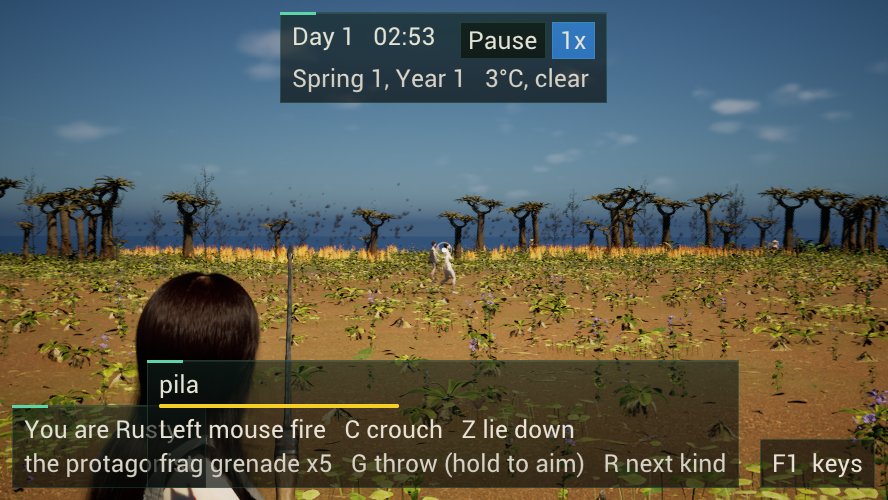 Day 1 02:53 Pause 1x
Spring 1, Year 1 3°C, clear
pila
You are Rus Left mouse fire C crouch Z lie down
the protago frag grenade x5 G throw (hold to aim) R next kind
F1 keys